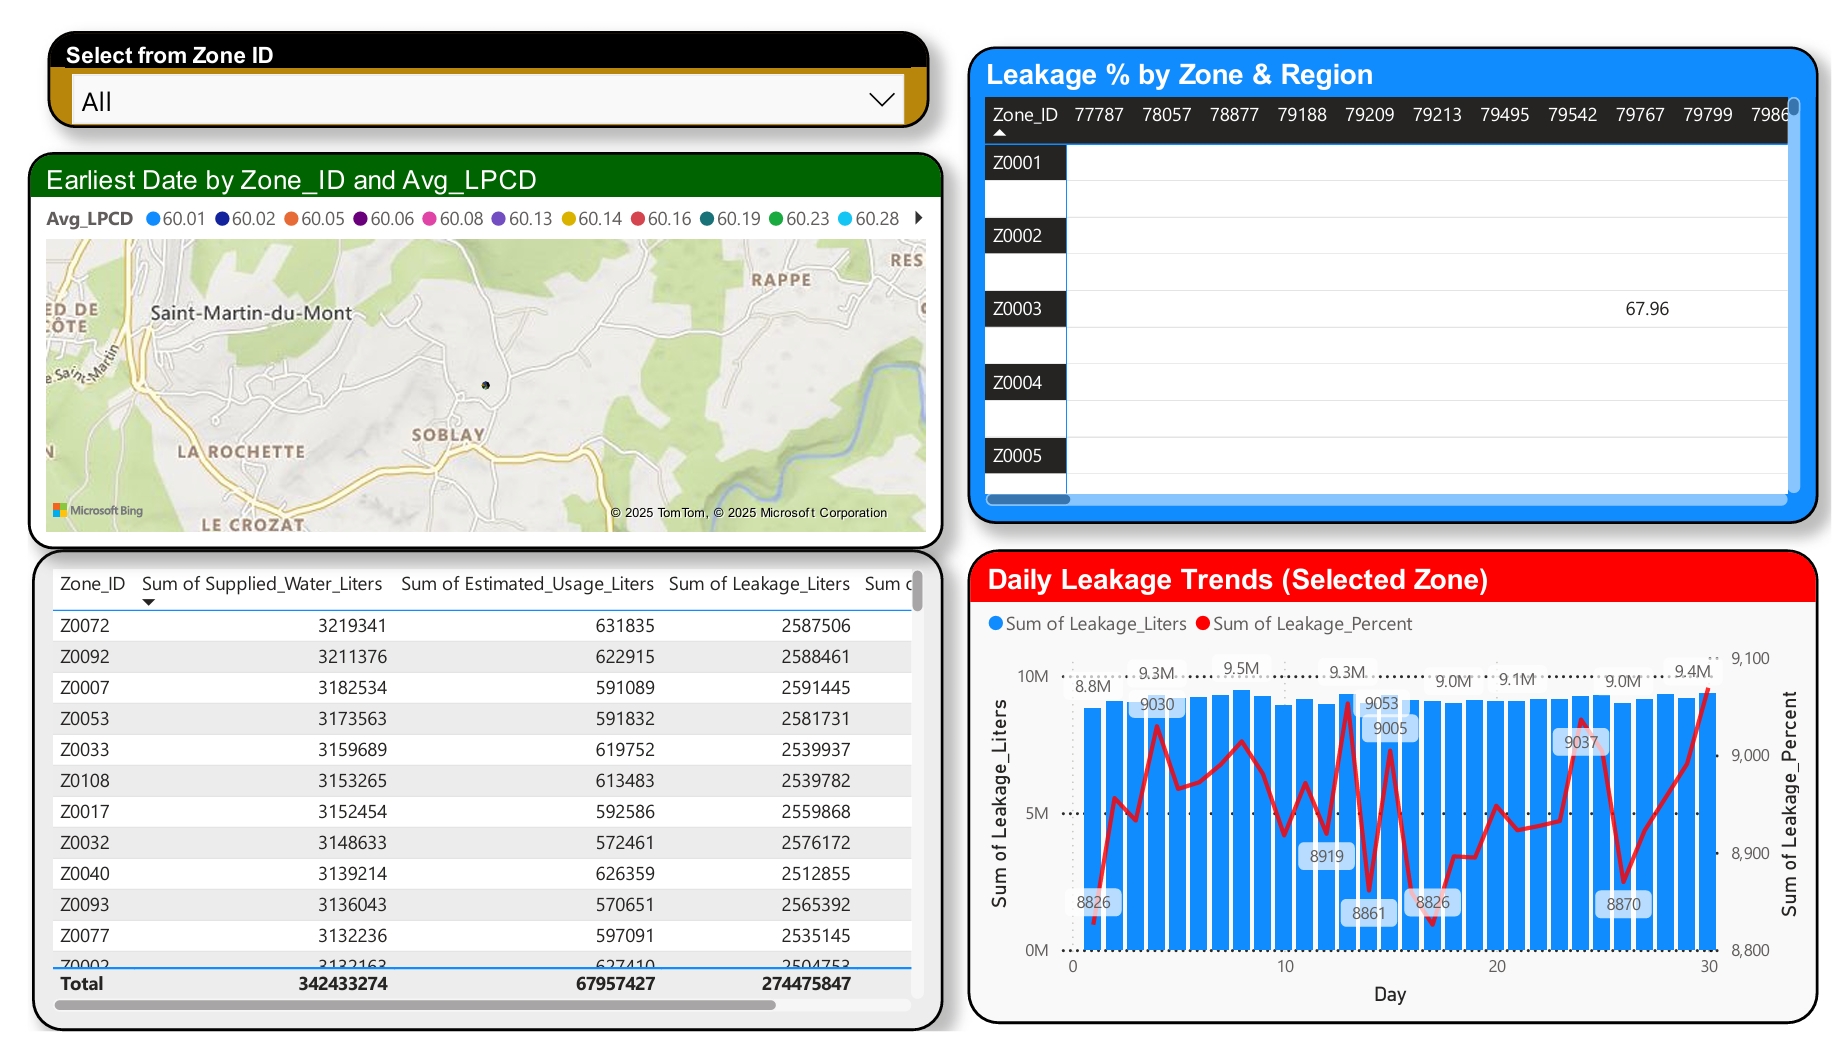 Select from Zone ID
All
Earliest Date by Zone_ID and Avg_LPCD
Avg_LPCD 60.01 60.02 60.05 60.06 60.08 60.13 60.14 60.16 60.19 60.23 60.28
RES
RAPPE
ED DE
CÔTE
Saint-Martin-du-Mont
e Saint-Martin
SOBLAY
LA ROCHETTE
LE CROZAT
Microsoft Bing
© 2025 TomTom, © 2025 Microsoft Corporation
Zone_ID Sum of Supplied_Water_Liters Sum of Estimated_Usage_Liters Sum of Leakage_Liters Sum
Z0072 3219341 631835 2587506
Z0092 3211376 622915 2588461
Z0007 3182534 591089 2591445
Z0053 3173563 591832 2581731
Z0033 3159689 619752 2539937
Z0108 3153265 613483 2539782
Z0017 3152454 592586 2559868
Z0032 3148633 572461 2576172
Z0040 3139214 626359 2512855
Z0093 3136043 570651 2565392
Z0077 3132236 597091 2535145
Z0002 3132163 627410 2504753
Total 342433274 67957427 274475847
Leakage % by Zone & Region
Zone_ID 77787 78057 78877 79188 79209 79213 79495 79542 79767 79799 7986
Z0001
Z0002
Z0003 67.96
Z0004
Z0005
Daily Leakage Trends (Selected Zone)
Sum of Leakage_Liters Sum of Leakage_Percent
Sum of Leakage_Liters
10M
5M
0M
8.8M 9.3M 9.5M 9.3M 9.0M 9.1M 9.0M 9.4M
9030 9053
9005
9037
8919
8826 8861 8826 8870
9,100
9,000
8,900
8,800
Sum of Leakage_Percent
0 10 20 30
Day